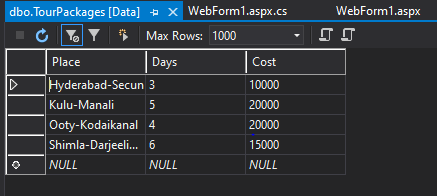 dbo.TourPackages [Data] WebForm1.aspx.cs WebForm1.aspx
Max Rows: 1000
Place Days Cost
Hyderabad-Secun 3 10000
Kulu-Manali 5 20000
Ooty-Kodaikanal 4 20000
Shimla-Darjeeli... 6 15000
NULL NULL NULL